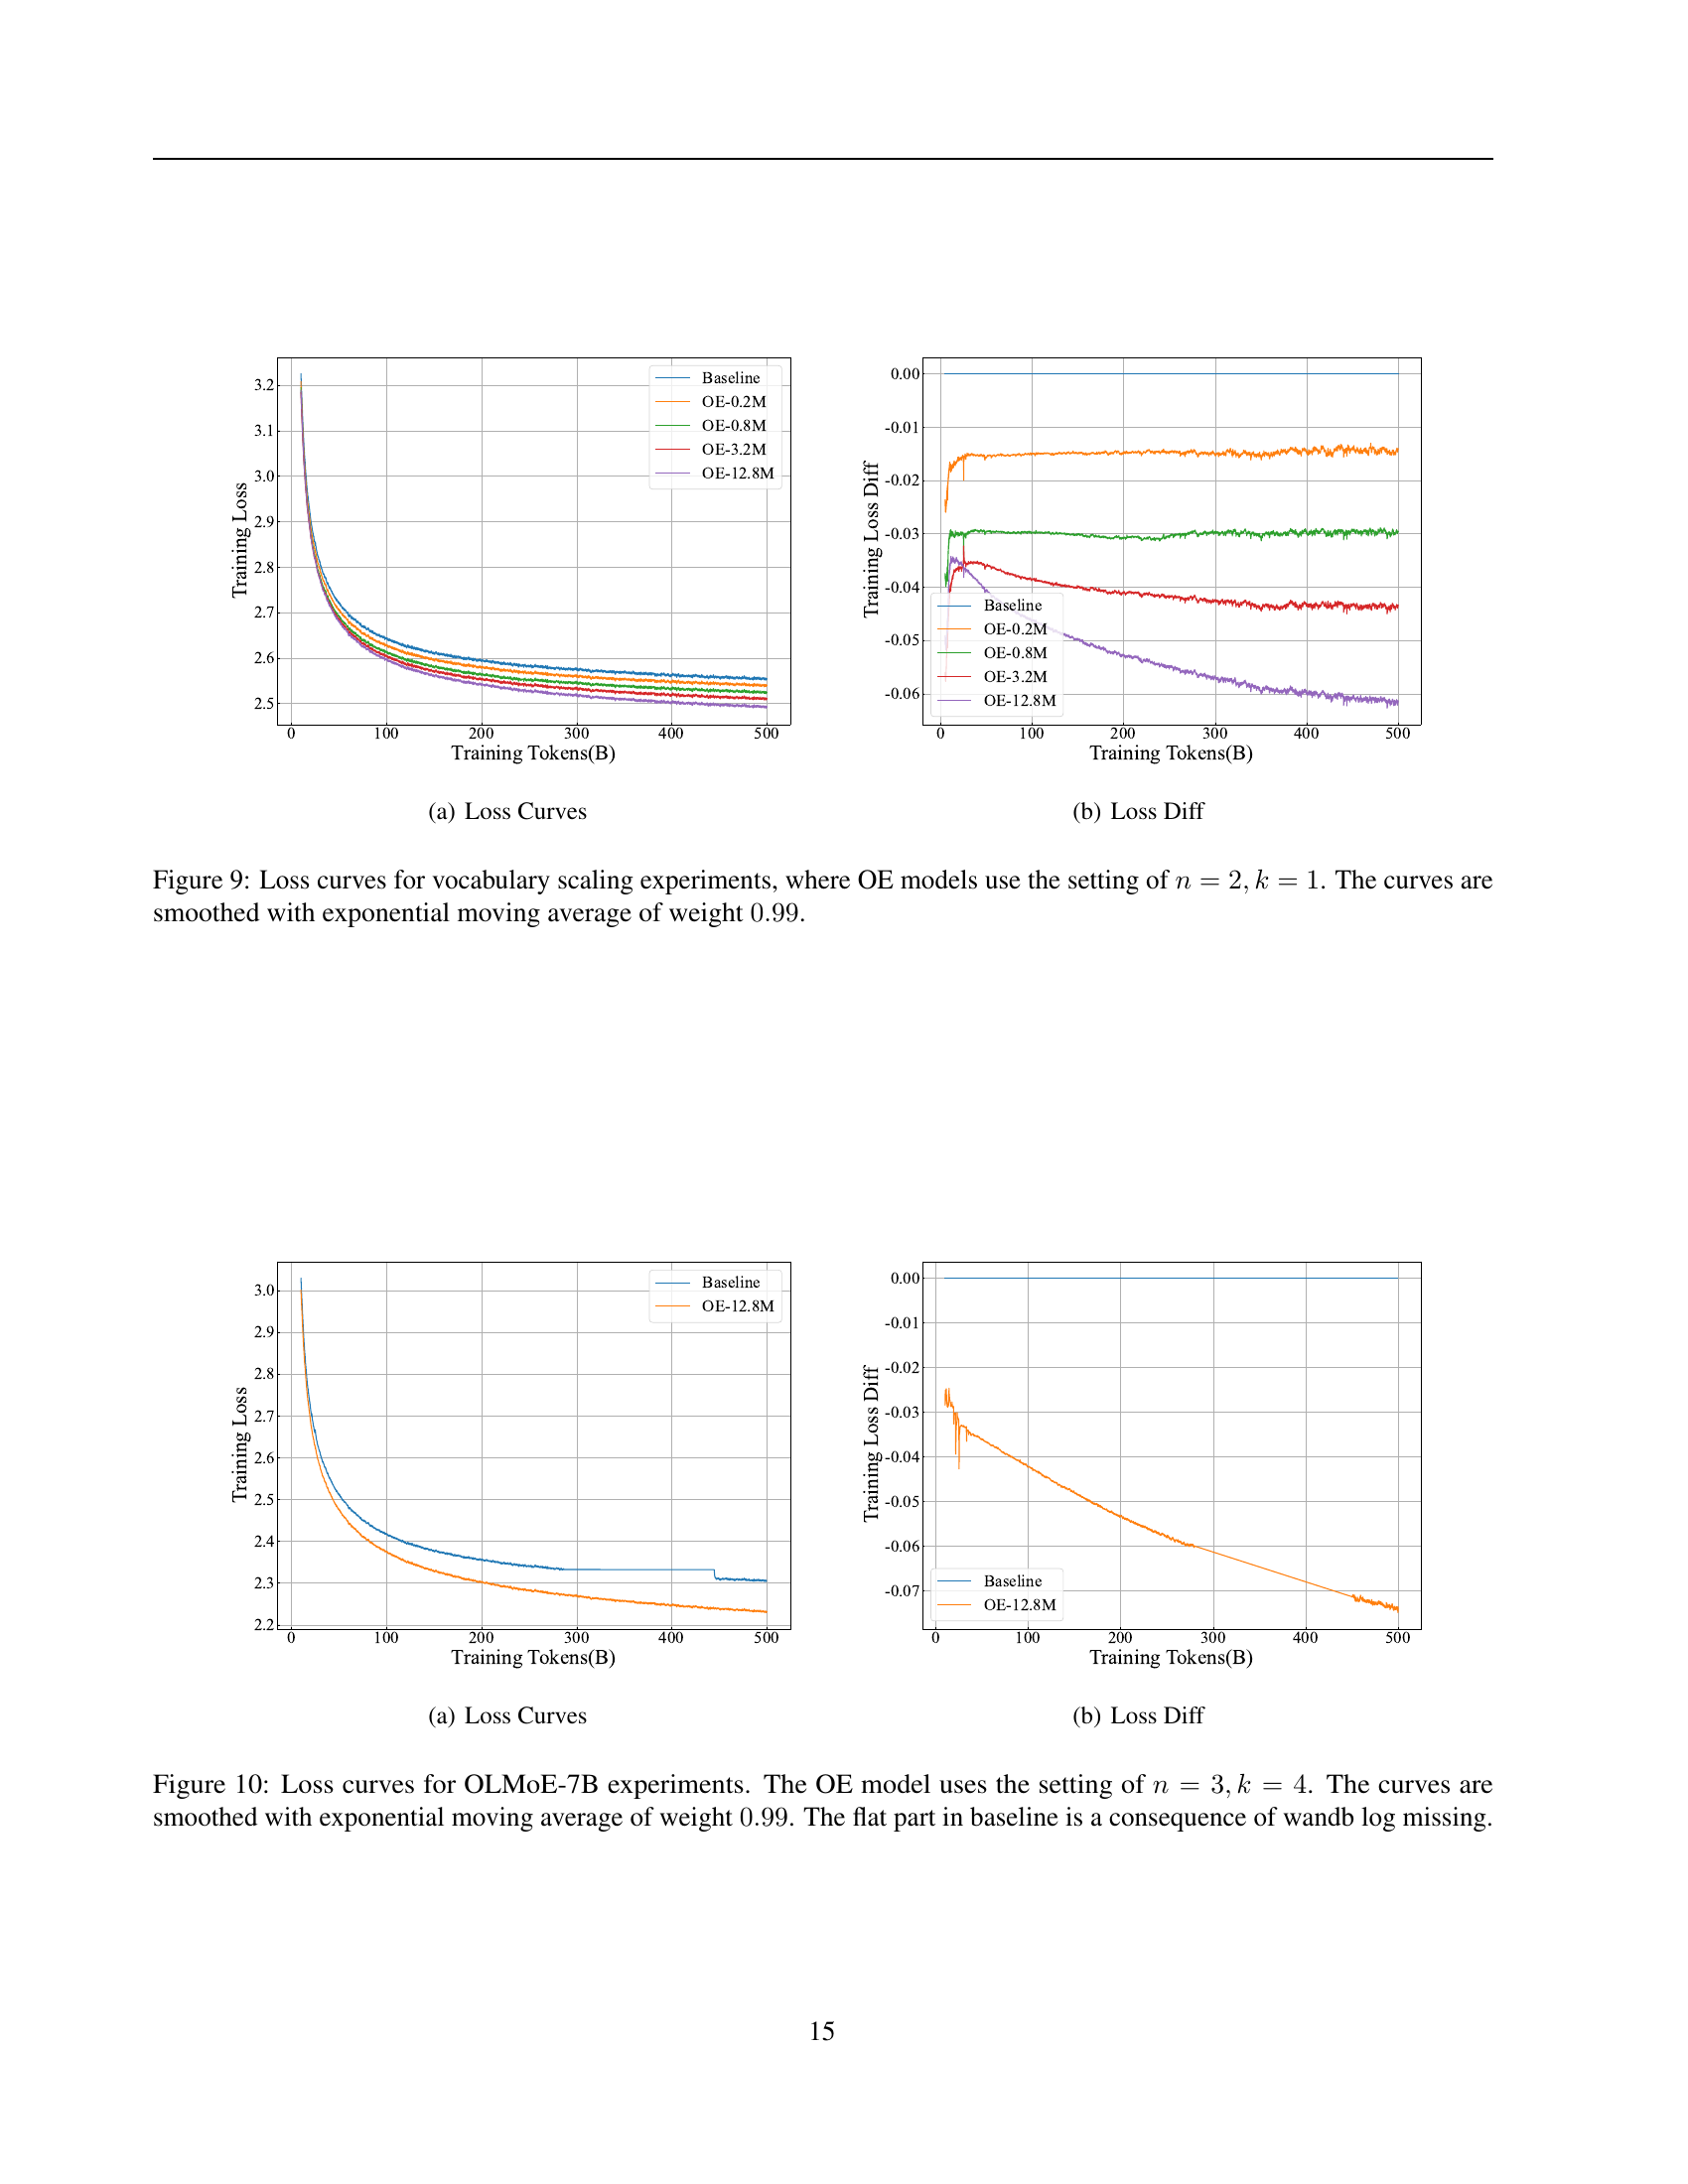 3.2
3.1
3.0
2.9
2.8
2.7
2.6
2.5
Training Loss
0 100 200 300 400 500
Training Tokens(B)
Baseline
OE-0.2M
OE-0.8M
OE-3.2M
OE-12.8M
(a) Loss Curves
0.00
-0.01
-0.02
-0.03
-0.04
-0.05
-0.06
Training Loss Diff
Baseline
OE-0.2M
OE-0.8M
OE-3.2M
OE-12.8M
0 100 200 300 400 500
Training Tokens(B)
(b) Loss Diff
Figure 9: Loss curves for vocabulary scaling experiments, where OE models use the setting of n = 2, k = 1. The curves are
smoothed with exponential moving average of weight 0.99.
3.0
2.9
2.8
2.7
2.6
2.5
2.4
2.3
2.2
Training Loss
Baseline
OE-12.8M
0 100 200 300 400 500
Training Tokens(B)
(a) Loss Curves
0.00
-0.01
-0.02
-0.03
-0.04
-0.05
-0.06
-0.07
Training Loss Diff
Baseline
OE-12.8M
0 100 200 300 400 500
Training Tokens(B)
(b) Loss Diff
Figure 10: Loss curves for OLMoE-7B experiments. The OE model uses the setting of n = 3, k = 4. The curves are
smoothed with exponential moving average of weight 0.99. The flat part in baseline is a consequence of wandb log missing.
15